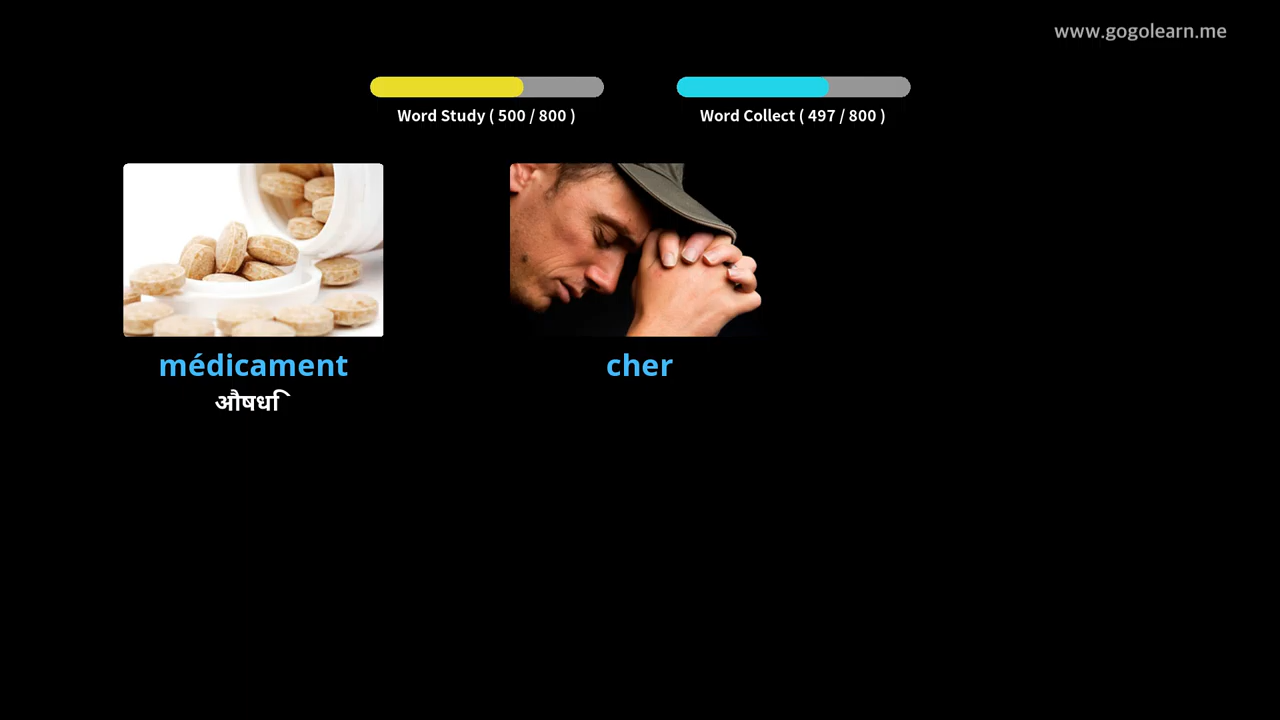 www.gogolearn.me
Word Study ( 500 / 800 )
Word Collect ( 497 / 800 )
médicament
cher
औषधि